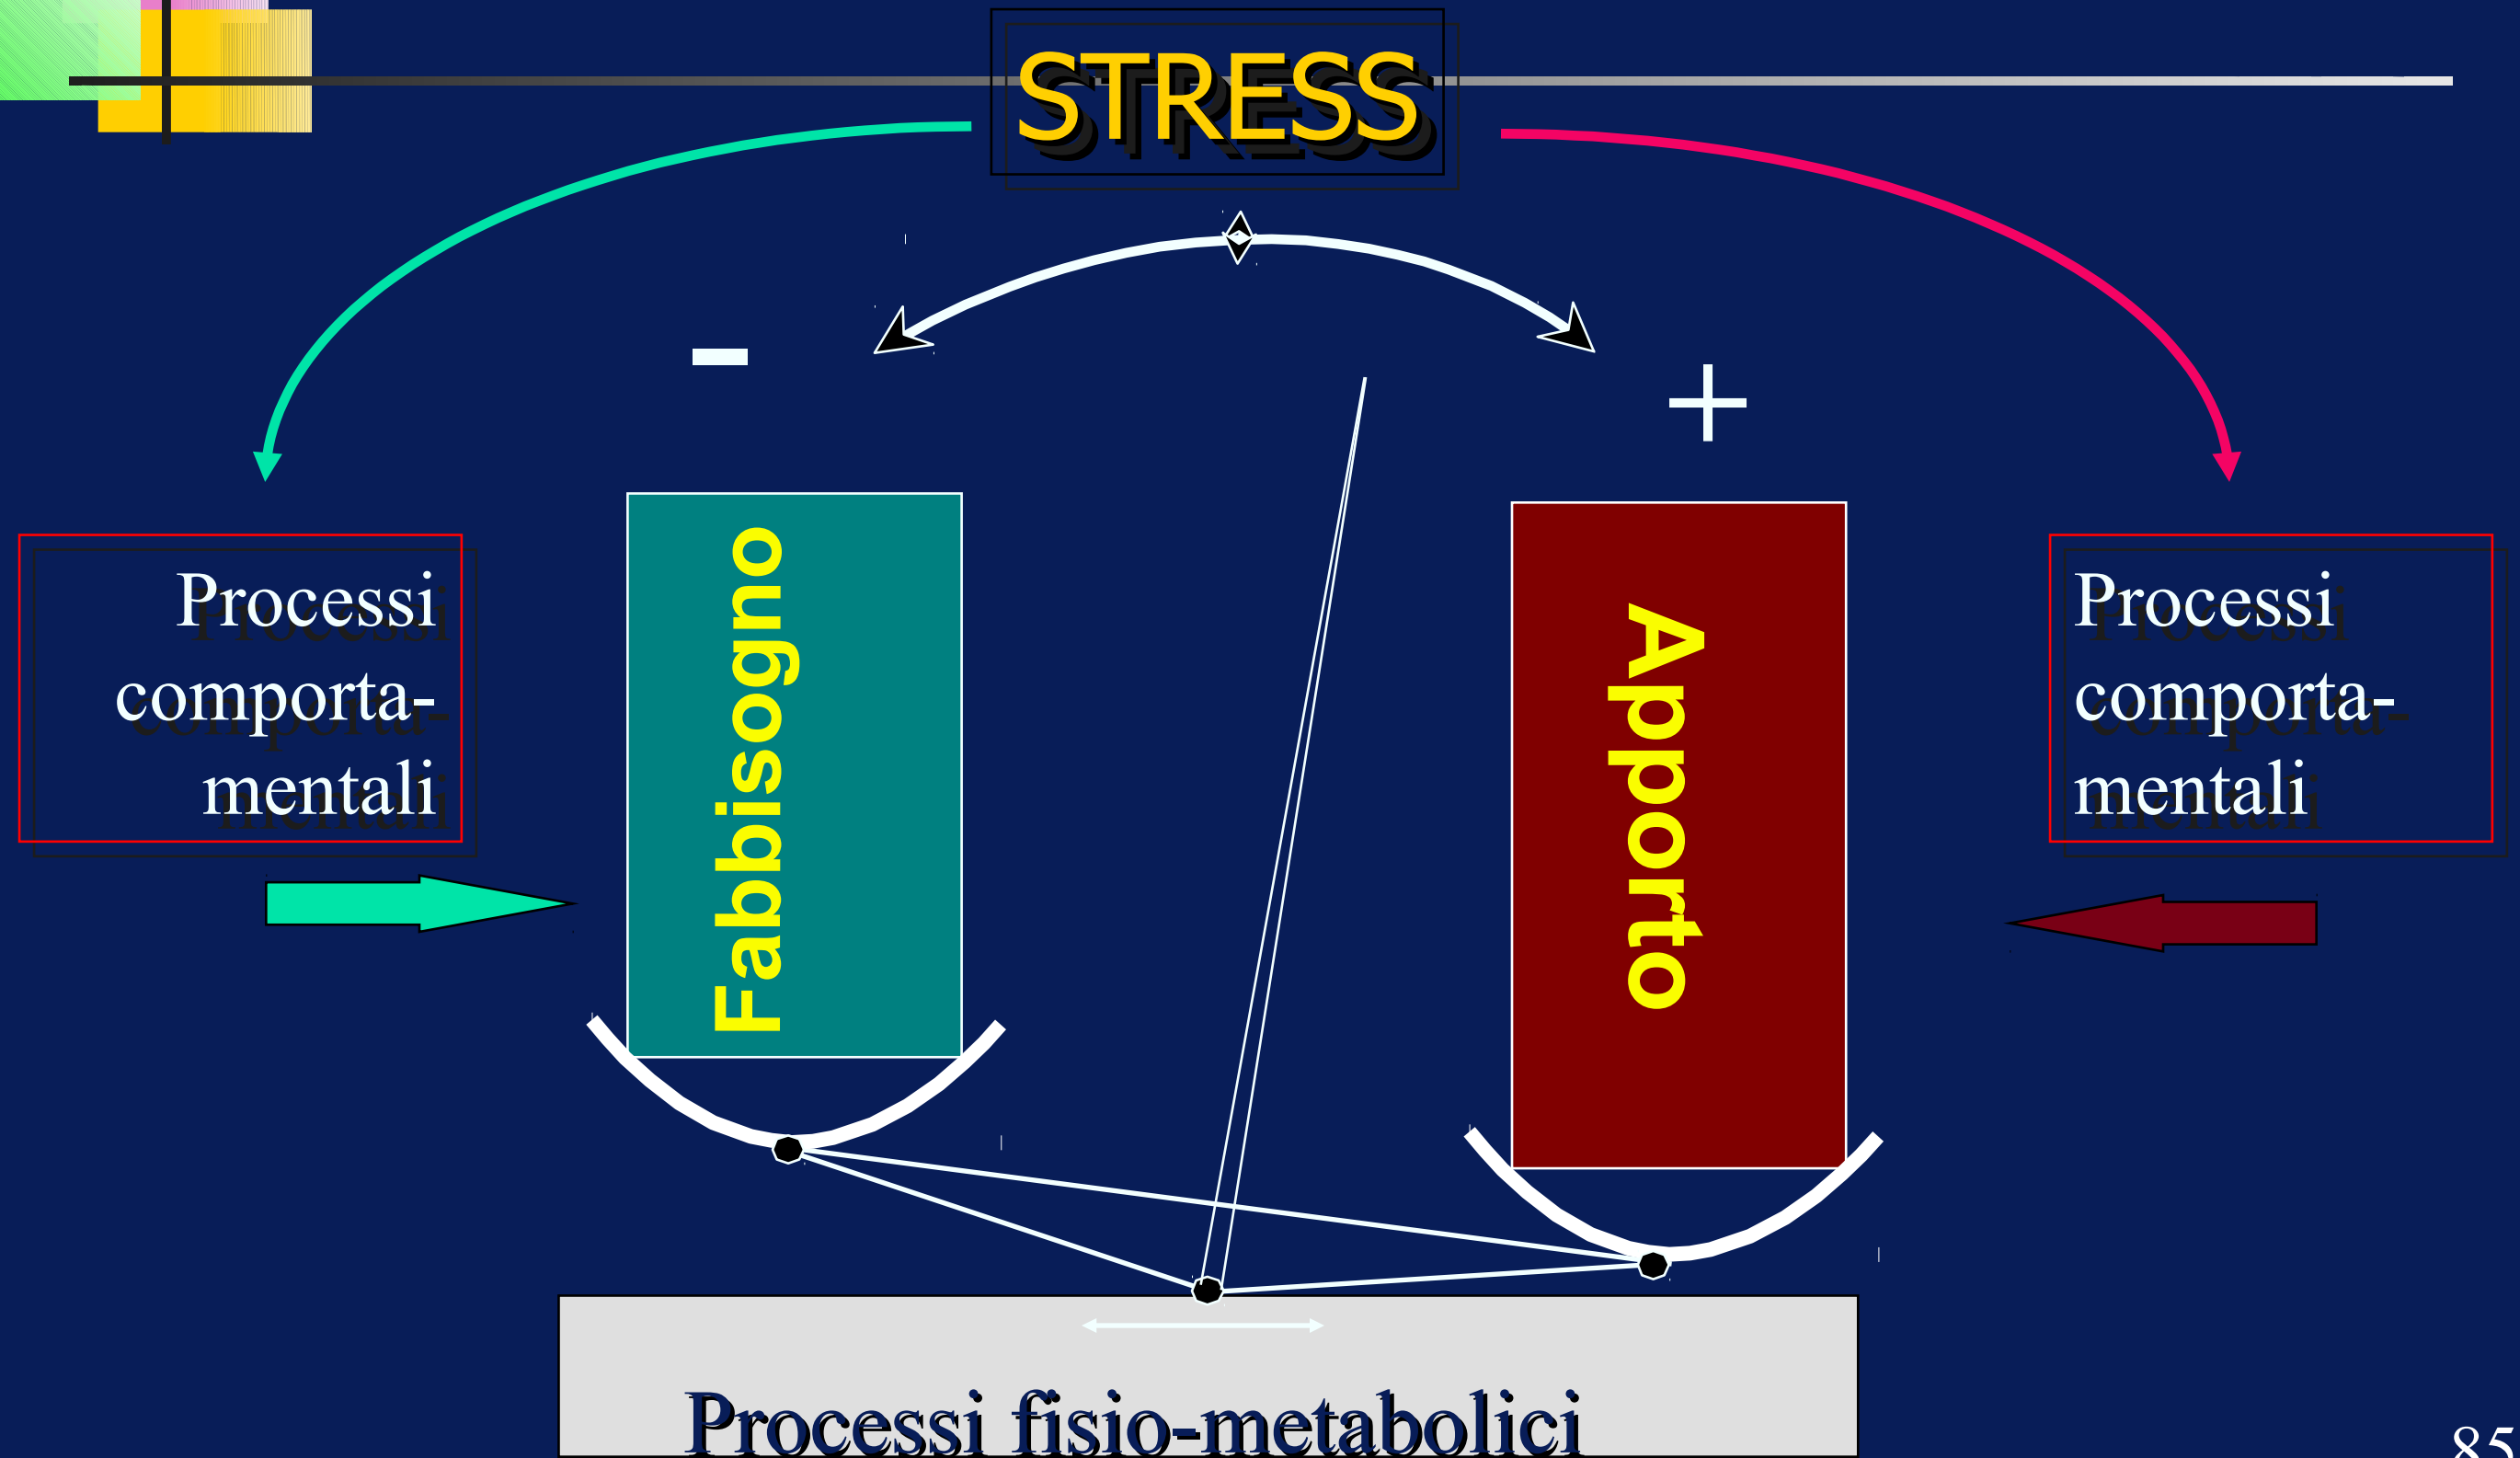 STRESS
-
+
Processi
comporta-
mentali
Fabbisogno
Apporto
Processi
comporta-
mentali
Processi fisio-metabolici
85